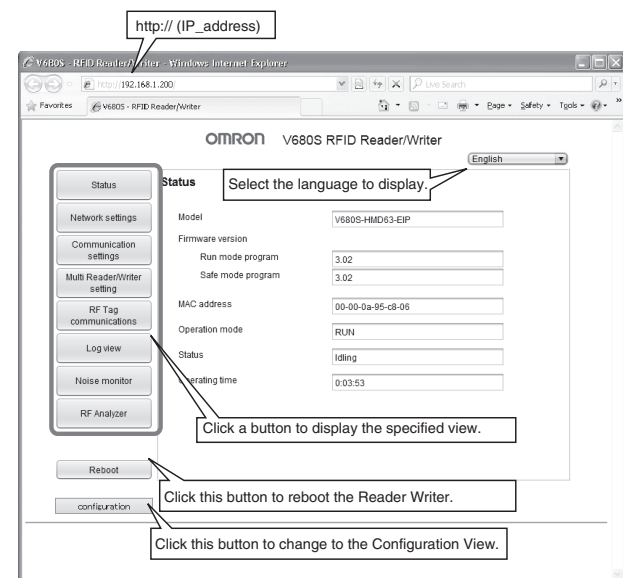 http:// (IP_address)
V680S - RFID Reader/Writer - Windows Internet Explorer
http://192.168.1.200/
Live Search
Favorites
V680S - RFID Reader/Writer
Page
Safety
Tools
»
OMRON V680S RFID Reader/Writer
English
Select the language to display.
Status
Network settings
Communication
settings
Multi Reader/Writer
setting
RF Tag
communications
Log view
Noise monitor
RF Analyzer
Reboot
configuration
Status
Model
V680S-HMD63-EIP
Firmware version
Run mode program
3.02
Safe mode program
3.02
MAC address
00-00-0a-95-c8-06
Operation mode
RUN
Status
Idling
Operating time
0:03:53
Click a button to display the specified view.
Click this button to reboot the Reader Writer.
Click this button to change to the Configuration View.